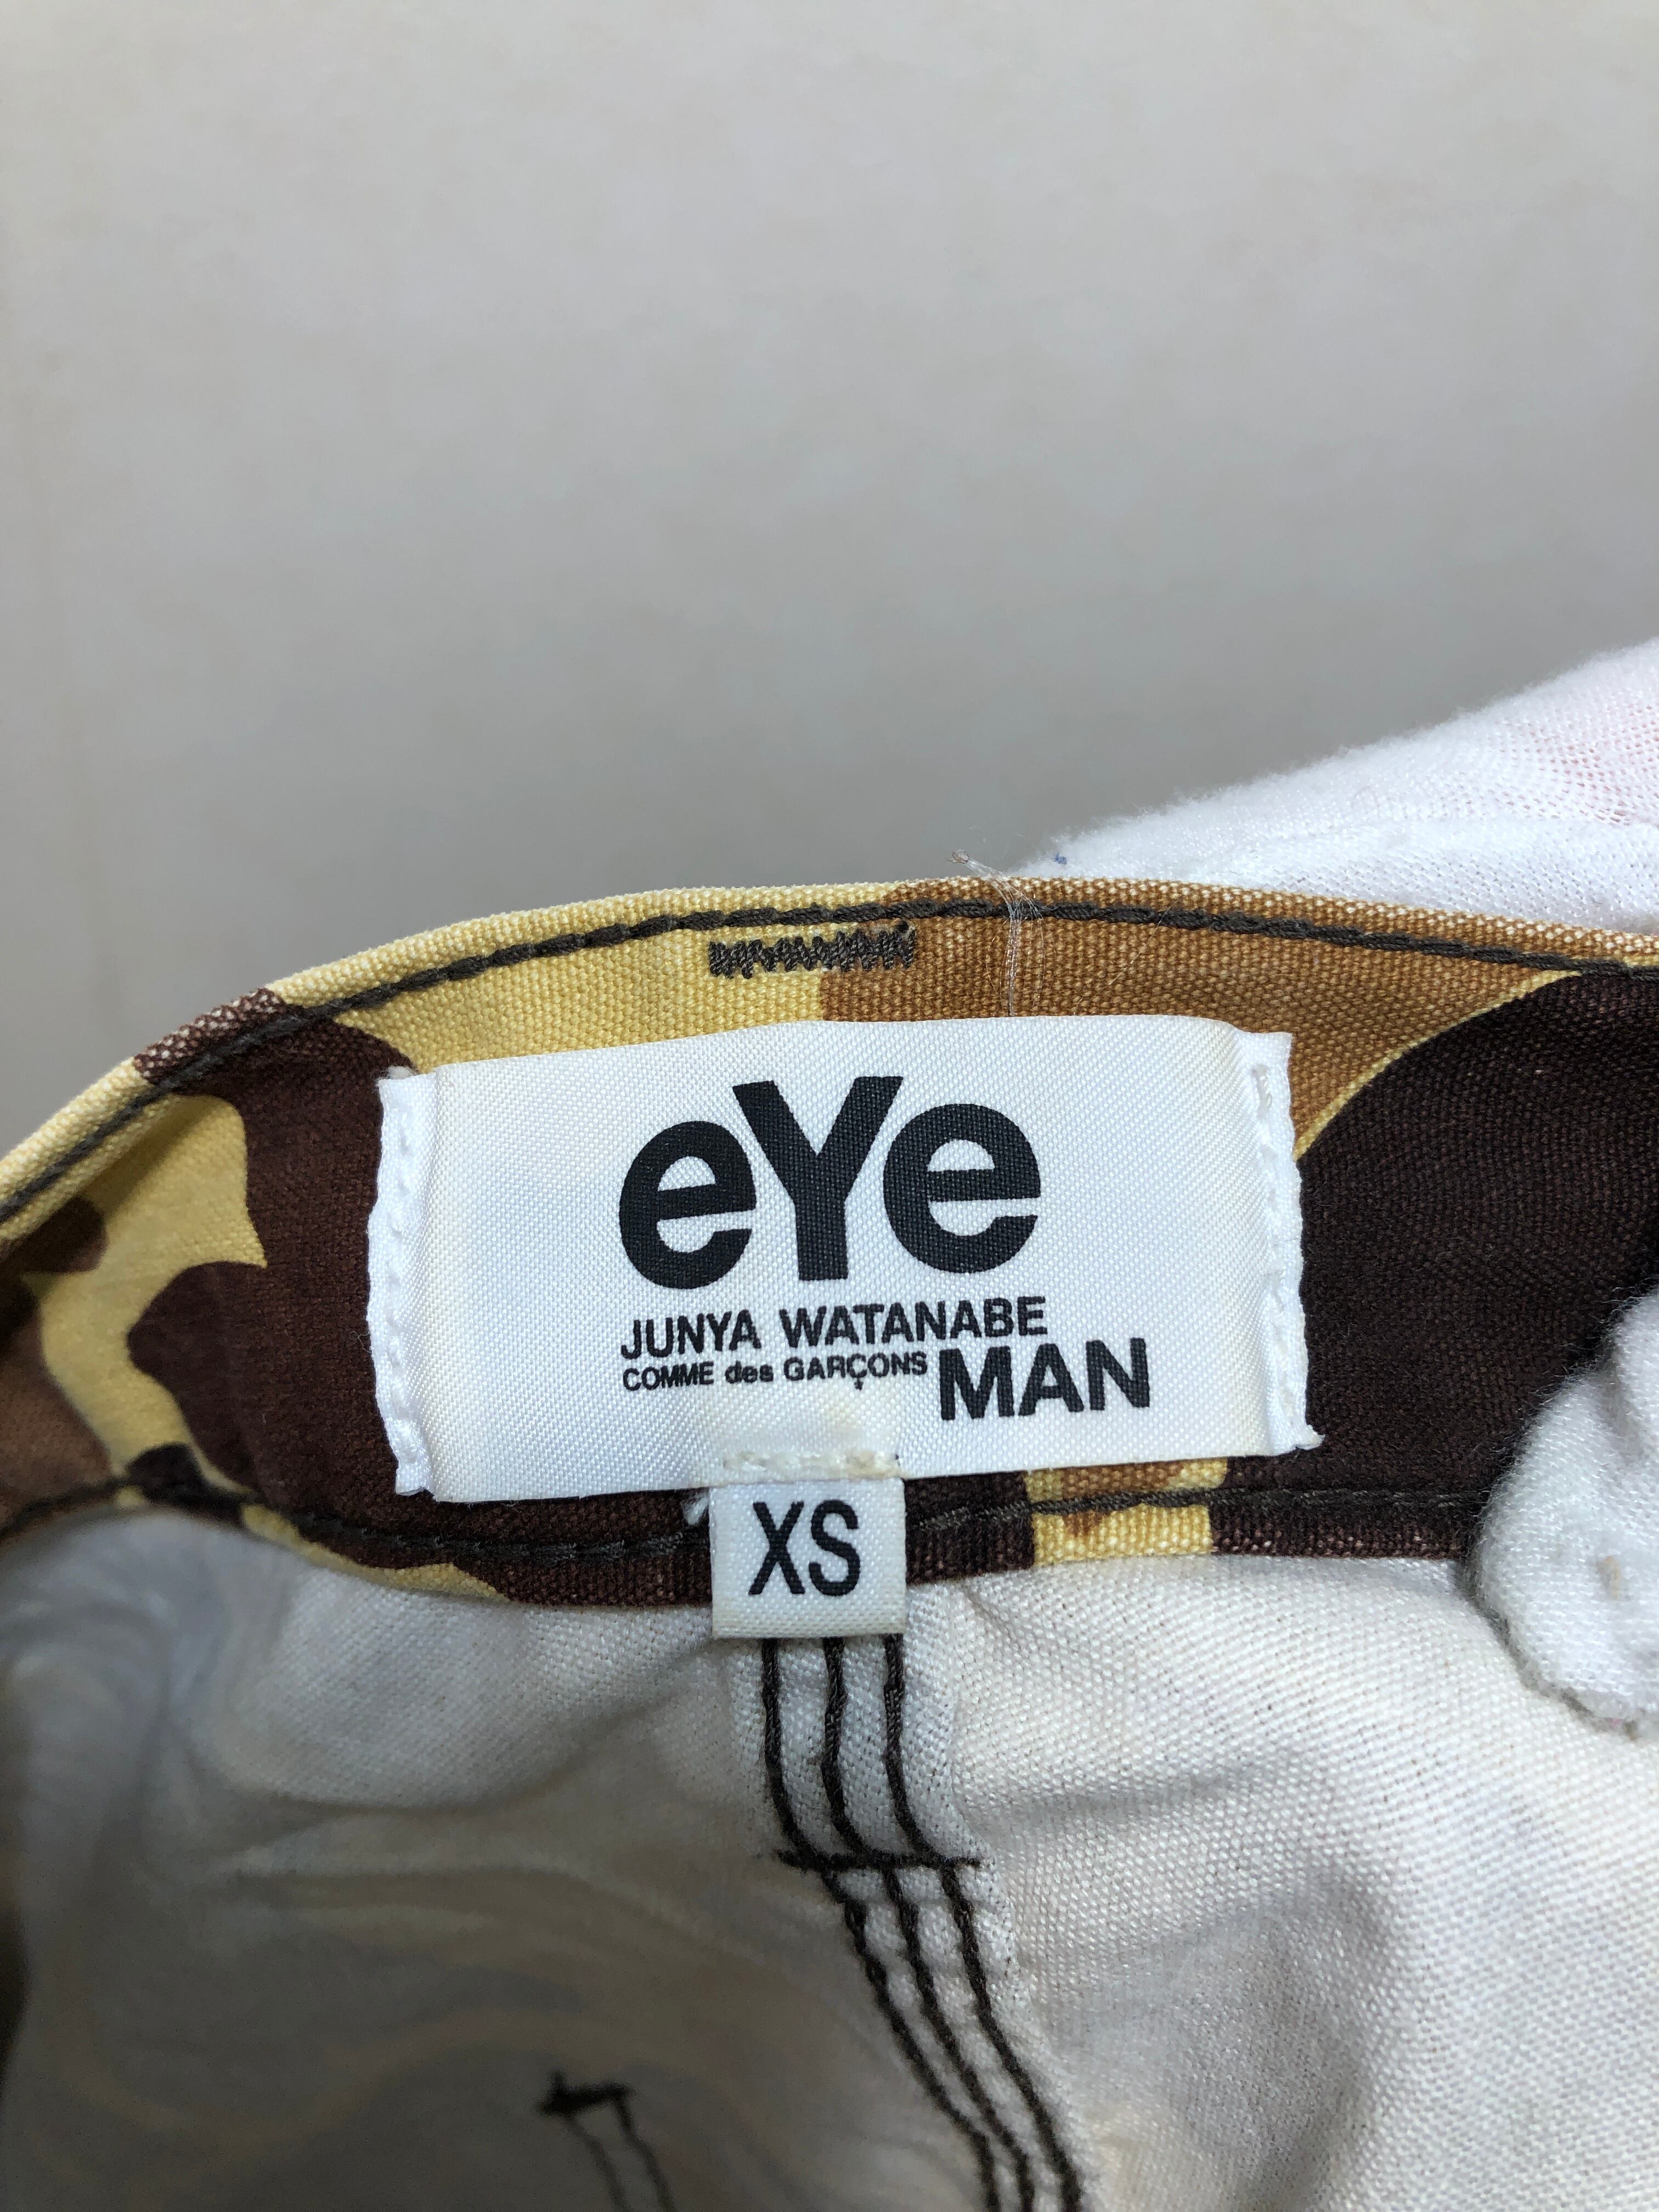 eYe
JUNYA WATANABE
COMME des GARÇONS MAN
XS